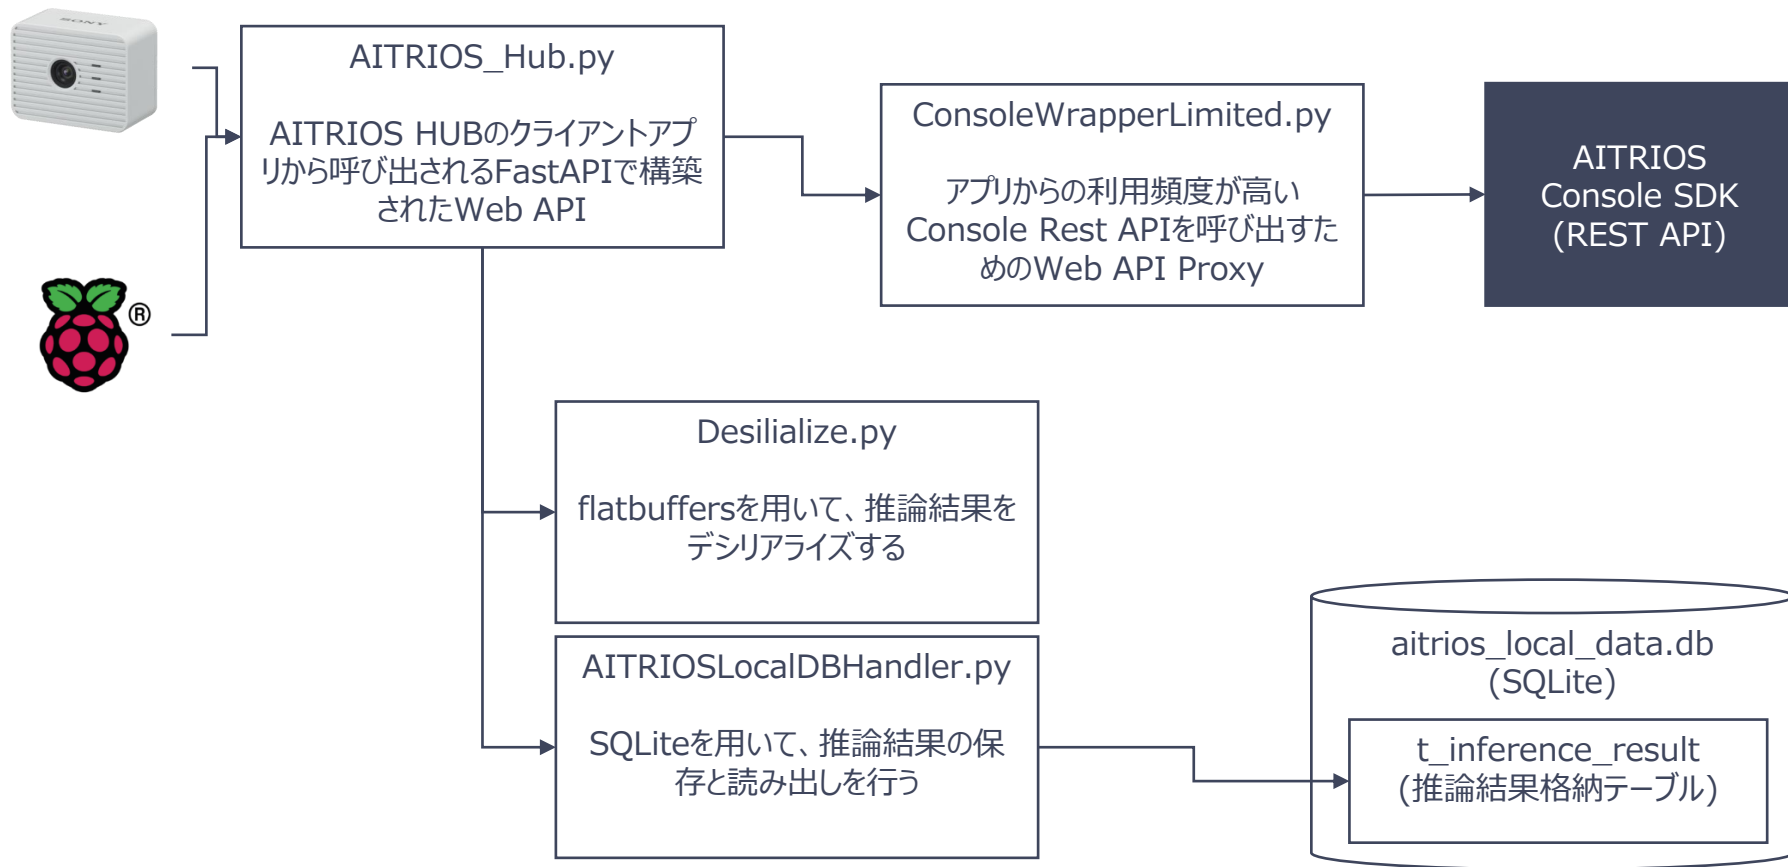 SONY
AITRIOS_Hub.py
AITRIOS HUBのクライアントアプ
リから呼び出されるFastAPIで構築
されたWeb API
ConsoleWrapperLimited.py
アプリからの利用頻度が高い
Console Rest APIを呼び出すた
めのWeb API Proxy
AITRIOS
Console SDK
(REST API)
®
Desilialize.py
flatbuffersを用いて、推論結果を
デシリアライズする
AITRIOSLocalDBHandler.py
SQLiteを用いて、推論結果の保
存と読み出しを行う
aitrios_local_data.db
(SQLite)
t_inference_result
(推論結果格納テーブル)